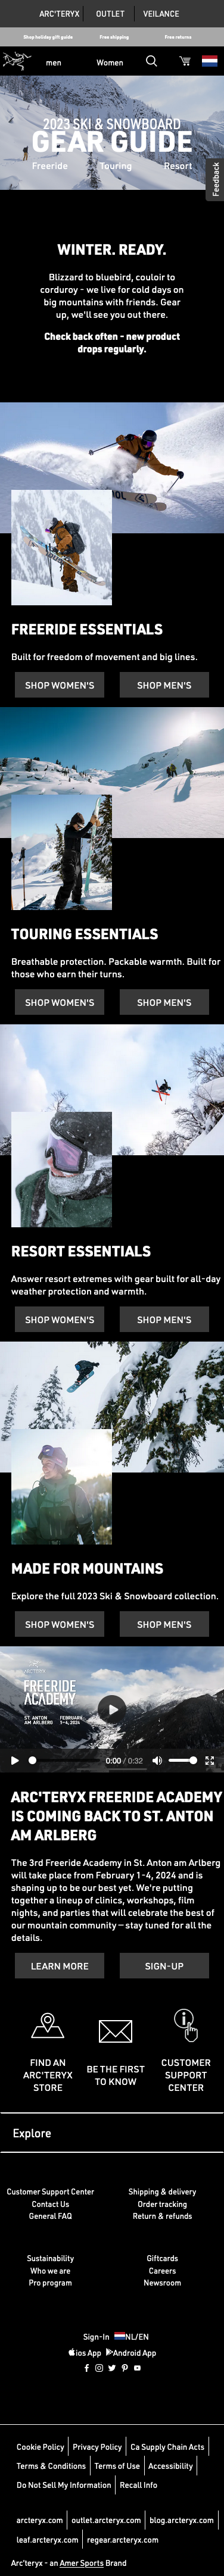 ARC'TERYX OUTLET VEILANCE
Shop holiday gift guide Free shipping Free returns
men Women
2023 SKI & SNOWBOARD
GEAR GUIDE
Freeride Touring Resort
Feedback
WINTER. READY.
Blizzard to bluebird, couloir to
corduroy - we live for cold days on
big mountains with friends. Gear
up, we'll see you out there.
Check back often - new product
drops regularly.
FREERIDE ESSENTIALS
Built for freedom of movement and big lines.
SHOP WOMEN'S SHOP MEN'S
TOURING ESSENTIALS
Breathable protection. Packable warmth. Built for
those who earn their turns.
SHOP WOMEN'S SHOP MEN'S
RESORT ESSENTIALS
Answer resort extremes with gear built for all-day
weather protection and warmth.
SHOP WOMEN'S SHOP MEN'S
MADE FOR MOUNTAINS
Explore the full 2023 Ski & Snowboard collection.
SHOP WOMEN'S SHOP MEN'S
ARC'TERYX
FREERIDE
ACADEMY
ST. ANTON FEBRUARY
AM ARLBERG 1-4, 2024
0:00 / 0:32
ARC'TERYX FREERIDE ACADEMY
IS COMING BACK TO ST. ANTON
AM ARLBERG
The 3rd Freeride Academy in St. Anton am Arlberg
will take place from February 1-4, 2024 and is
shaping up to be our best yet. We're putting
together a lineup of clinics, workshops, film
nights, and parties that will celebrate the best of
our mountain community—stay tuned for all the
details.
LEARN MORE SIGN-UP
FIND AN
ARC'TERYX
STORE
BE THE FIRST
TO KNOW
CUSTOMER
SUPPORT
CENTER
Explore
Customer Support Center
Contact Us
General FAQ
Shipping & delivery
Order tracking
Return & refunds
Sustainability
Who we are
Pro program
Giftcards
Careers
Newsroom
Sign-In NL/EN
ios App Android App
Cookie Policy Privacy Policy Ca Supply Chain Acts
Terms & Conditions Terms of Use Accessibility
Do Not Sell My Information Recall Info
arcteryx.com outlet.arcteryx.com blog.arcteryx.com
leaf.arcteryx.com regear.arcteryx.com
Arc'teryx - an Amer Sports Brand